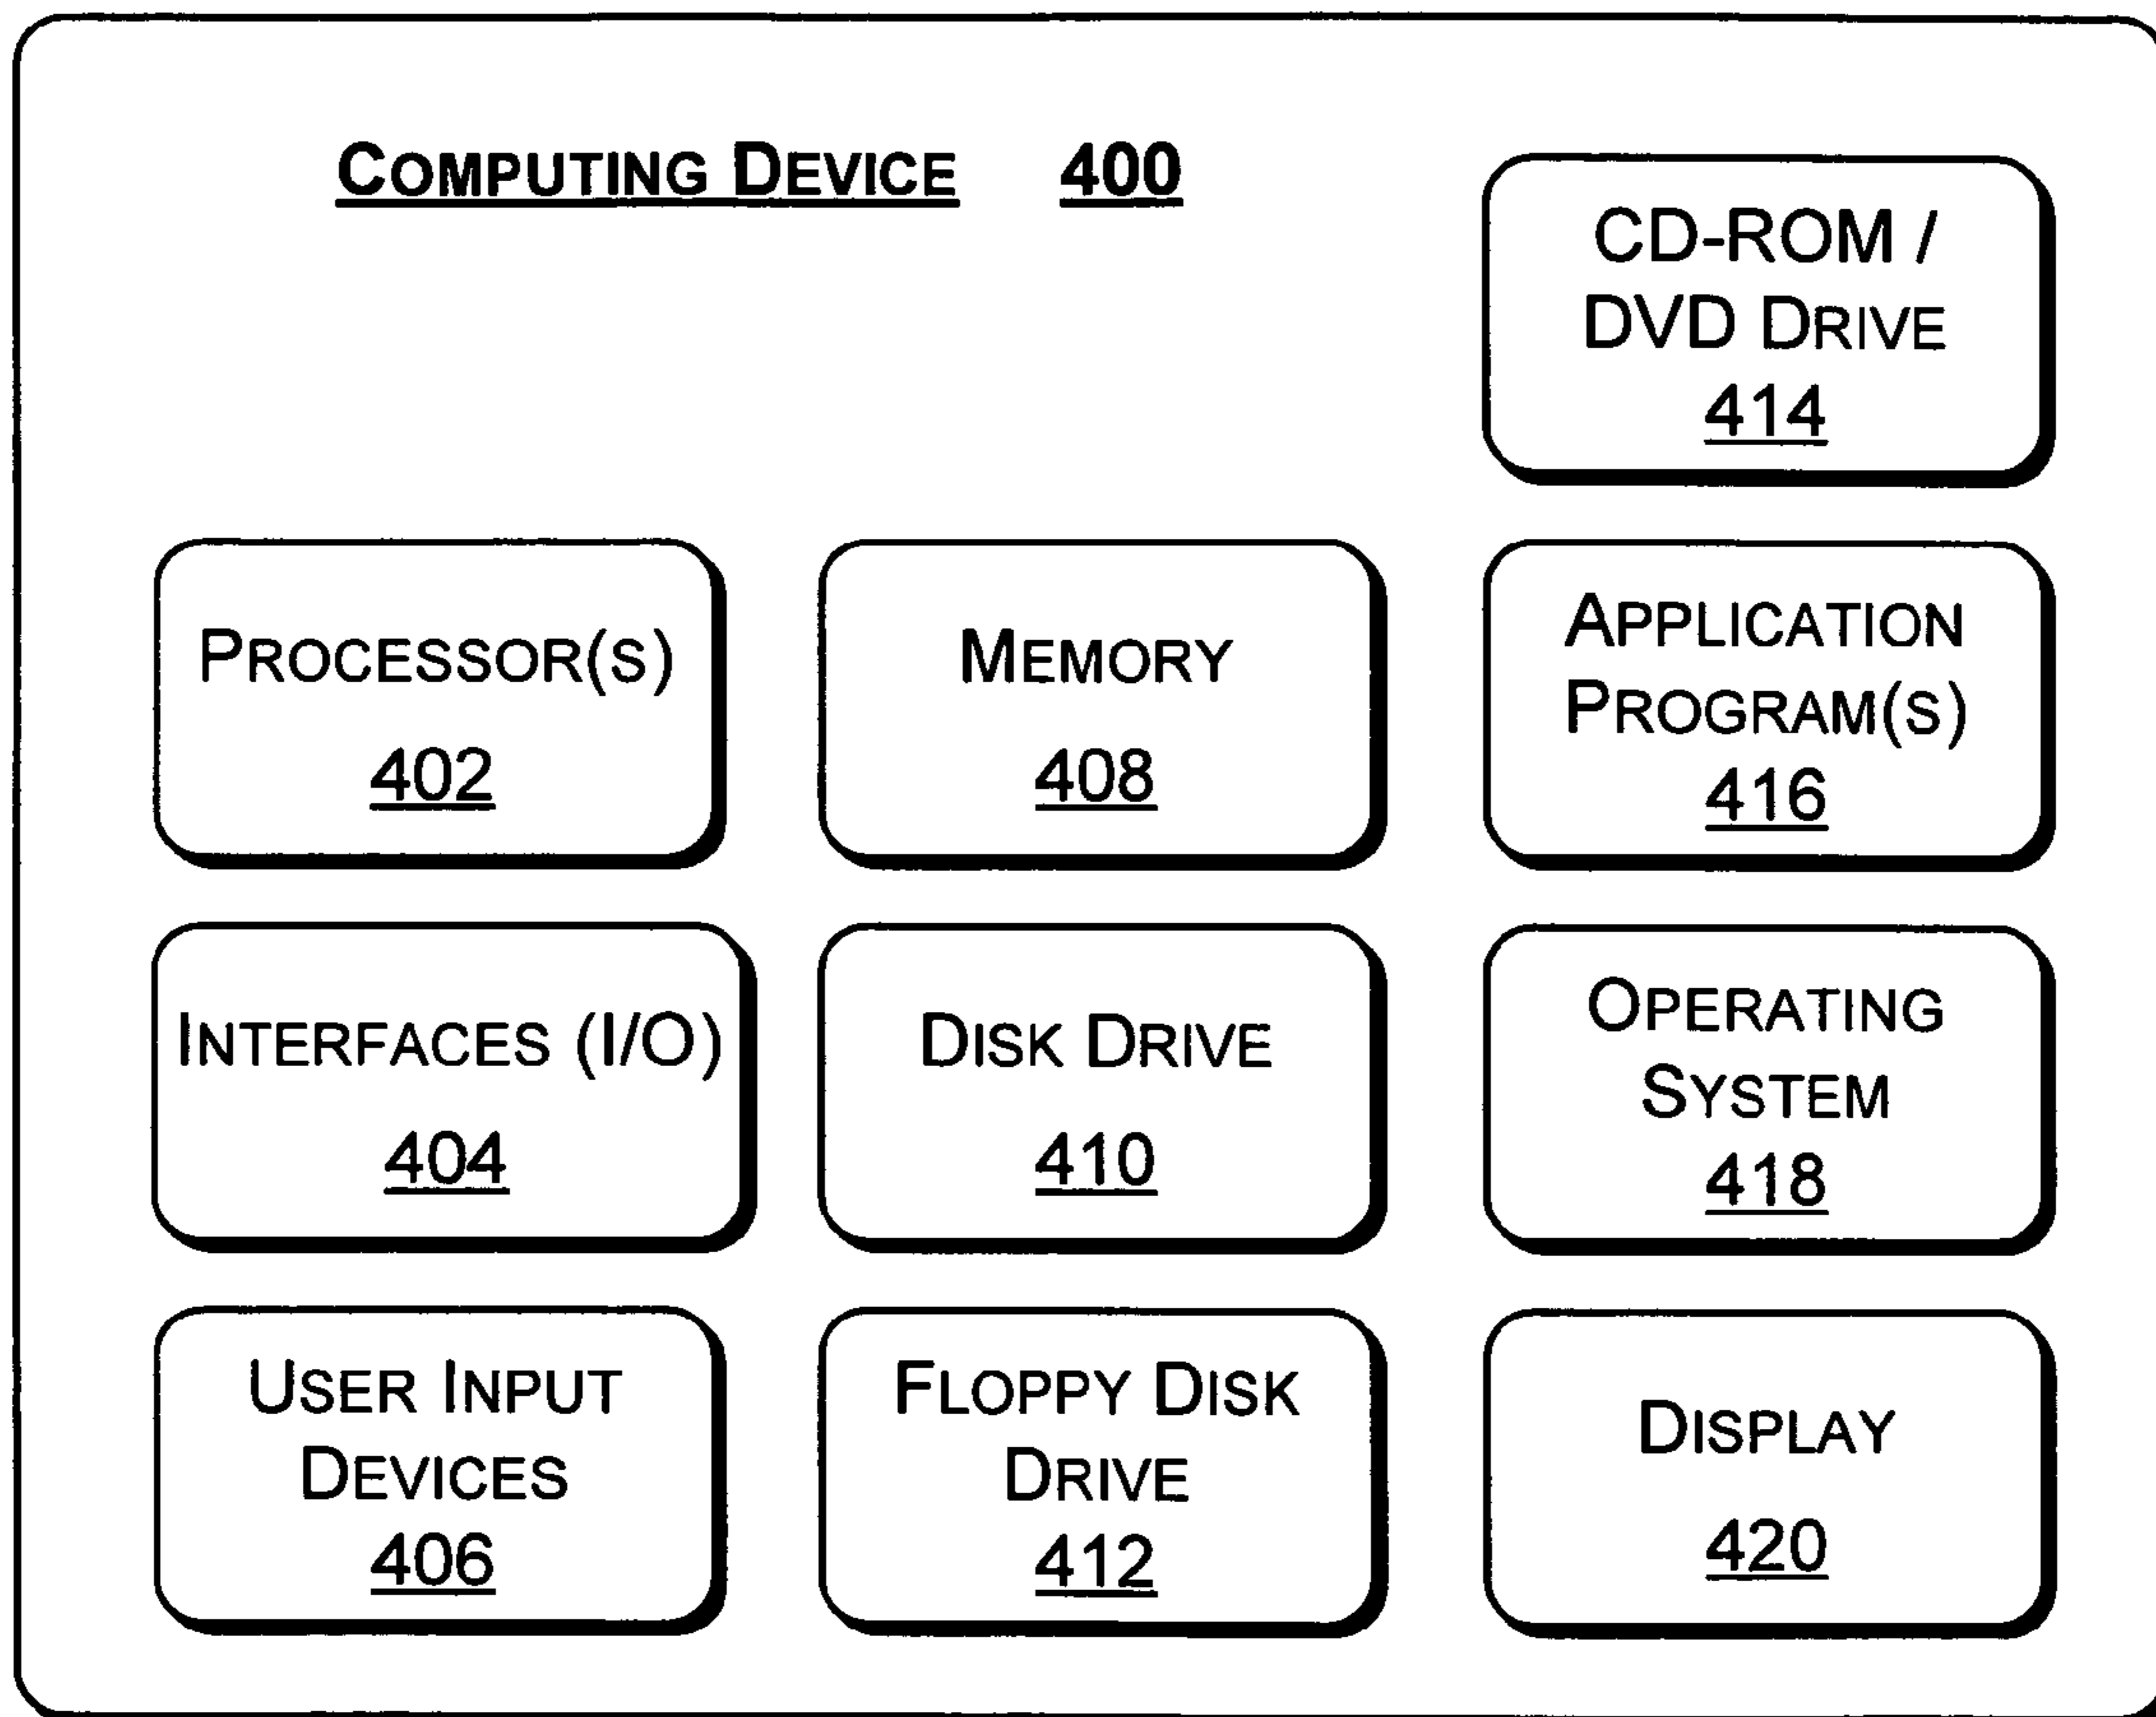 COMPUTING DEVICE 400
CD-ROM /
DVD DRIVE
414
PROCESSOR(S)
402
MEMORY
408
APPLICATION
PROGRAM(S)
416
INTERFACES (I/O)
404
DISK DRIVE
410
OPERATING
SYSTEM
418
USER INPUT
DEVICES
406
FLOPPY DISK
DRIVE
412
DISPLAY
420